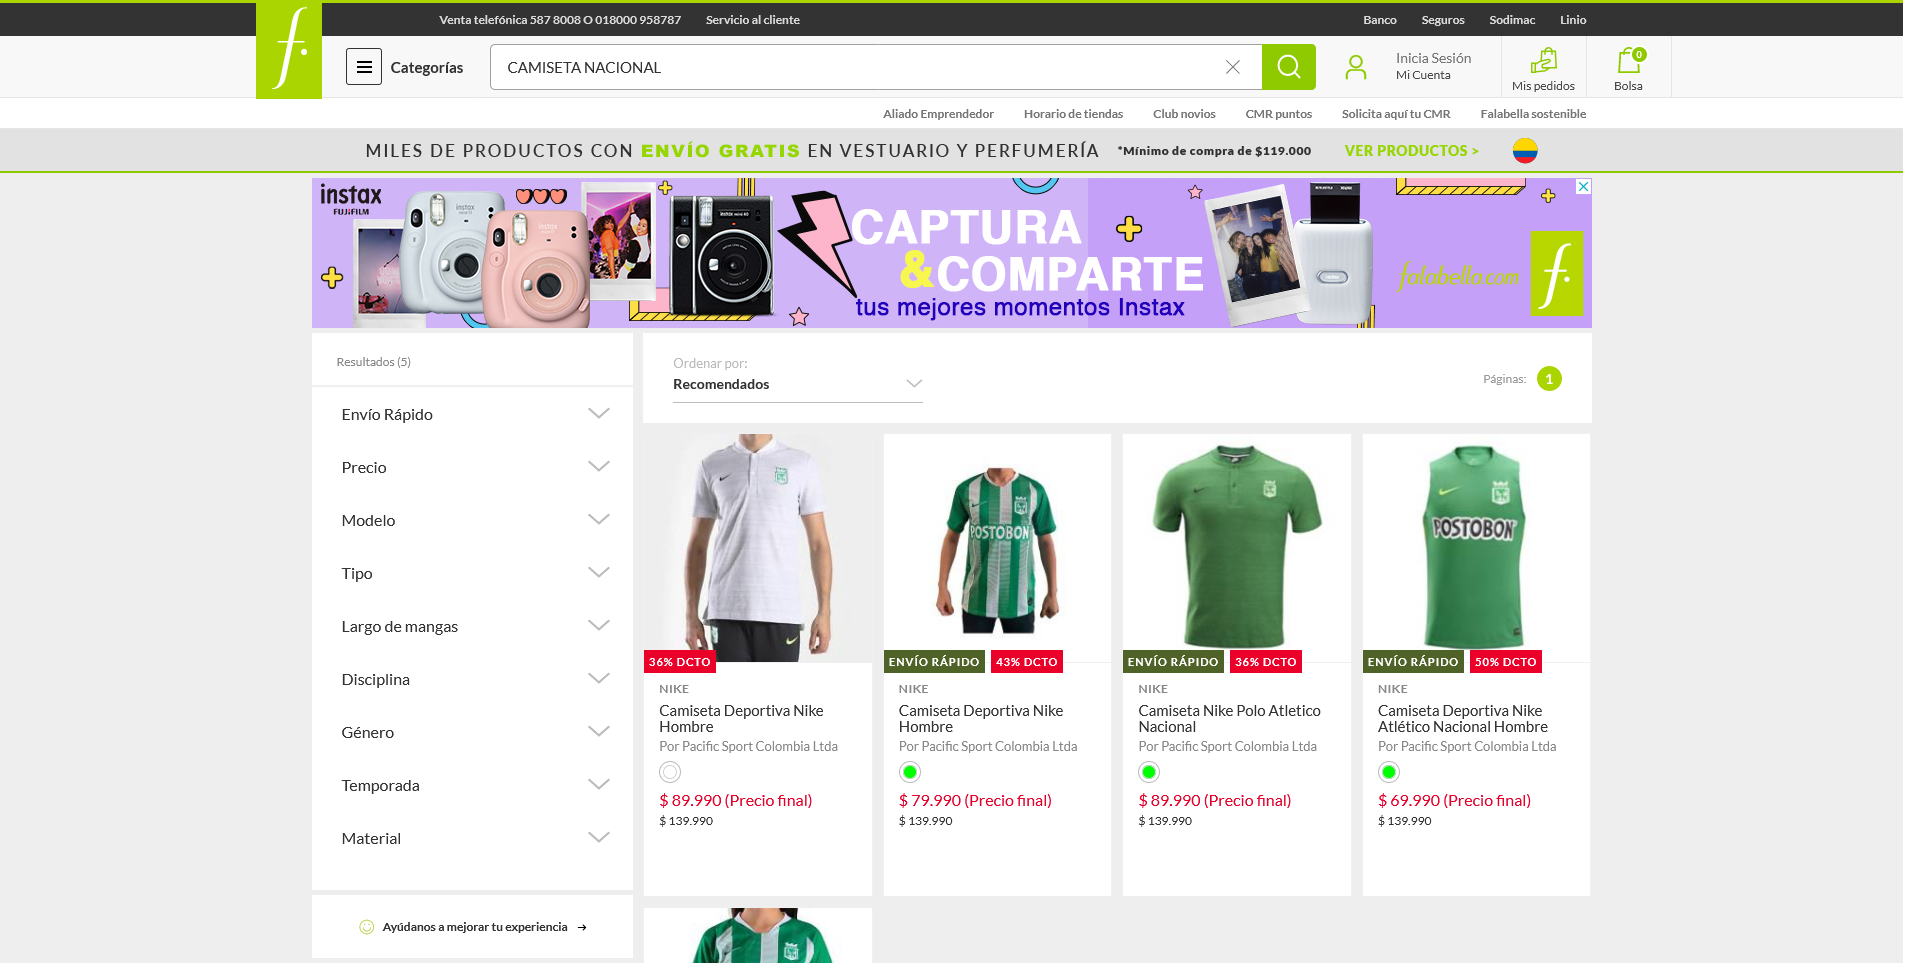 Venta telefónica 587 8008 O 018000 958787
Servicio al cliente
Banco
Seguros
Sodimac
Linio
f.
Categorías
CAMISETA NACIONAL
Inicia Sesión
Mi Cuenta
Mis pedidos
0
Bolsa
Aliado Emprendedor
Horario de tiendas
Club novios
CMR puntos
Solicita aquí tu CMR
Falabella sostenible
MILES DE PRODUCTOS CON ENVÍO GRATIS EN VESTUARIO Y PERFUMERÍA
*Mínimo de compra de $119.000
VER PRODUCTOS >
instax
FUJIFILM
CAPTURA
&COMPARTE
tus mejores momentos Instax
falabella.com
f.
Resultados (5)
Ordenar por:
Recomendados
Páginas:
1
Envío Rápido
Precio
Modelo
Tipo
Largo de mangas
Disciplina
Género
Temporada
Material
Ayúdanos a mejorar tu experiencia
36% DCTO
NIKE
Camiseta Deportiva Nike
Hombre
Por Pacific Sport Colombia Ltda
$ 89.990 (Precio final)
$ 139.990
POSTOBON
ENVÍO RÁPIDO
43% DCTO
NIKE
Camiseta Deportiva Nike
Hombre
Por Pacific Sport Colombia Ltda
$ 79.990 (Precio final)
$ 139.990
ENVÍO RÁPIDO
36% DCTO
NIKE
Camiseta Nike Polo Atletico
Nacional
Por Pacific Sport Colombia Ltda
$ 89.990 (Precio final)
$ 139.990
POSTOBON
ENVÍO RÁPIDO
50% DCTO
NIKE
Camiseta Deportiva Nike
Atlético Nacional Hombre
Por Pacific Sport Colombia Ltda
$ 69.990 (Precio final)
$ 139.990